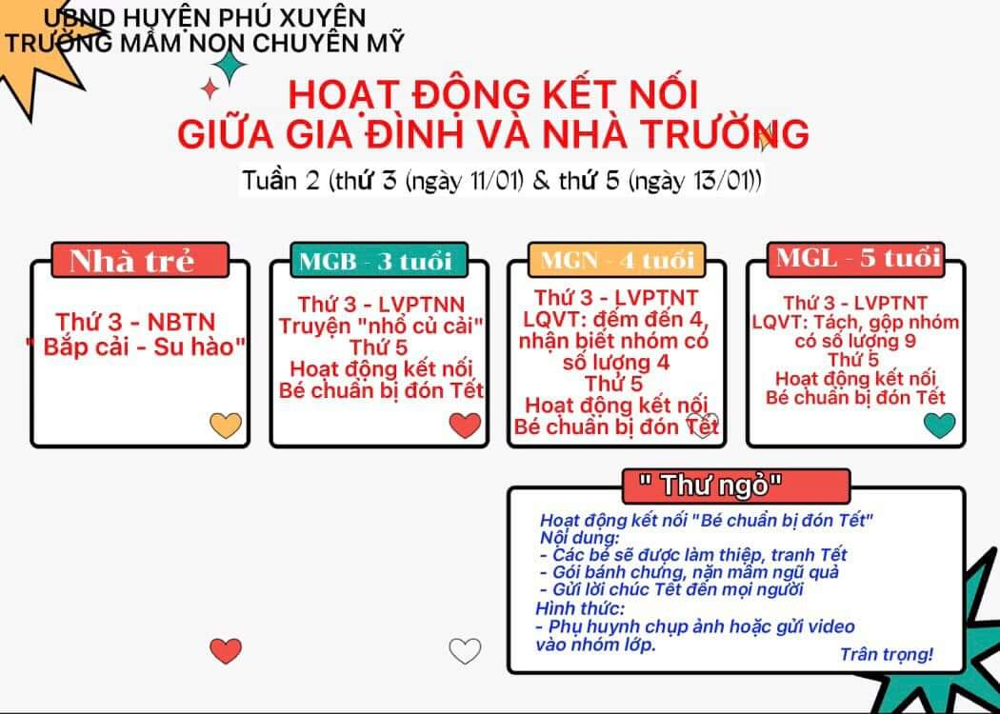 UBND HUYỆN PHÚ XUYÊN
TRƯỜNG MẦM NON CHUYÊN MỸ
HOẠT ĐỘNG KẾT NỐI
GIỮA GIA ĐÌNH VÀ NHÀ TRƯỜNG
Tuần 2 (thứ 3 (ngày 11/01) & thứ 5 (ngày 13/01))
Nhà trẻ
Thứ 3 - NBTN
" Bắp cải - Su hào"
MGB - 3 tuổi
Thứ 3 - LVPTNN
Truyện "nhổ củ cải"
Thứ 5
Hoạt động kết nối
Bé chuẩn bị đón Tết
MGN - 4 tuổi
Thứ 3 - LVPTNT
LQVT: đếm đến 4,
nhận biết nhóm có
số lượng 4
Thứ 5
Hoạt động kết nối
Bé chuẩn bị đón Tết
MGL - 5 tuổi
Thứ 3 - LVPTNT
LQVT: Tách, gộp nhóm
có số lượng 9
Thứ 5
Hoạt động kết nối
Bé chuẩn bị đón Tết
" Thư ngỏ"
Hoạt động kết nối "Bé chuẩn bị đón Tết"
Nội dung:
- Các bé sẽ được làm thiệp, tranh Tết
- Gói bánh chưng, nặn mâm ngũ quả
- Gửi lời chúc Tết đến mọi người
Hình thức:
- Phụ huynh chụp ảnh hoặc gửi video
vào nhóm lớp.
Trân trọng!